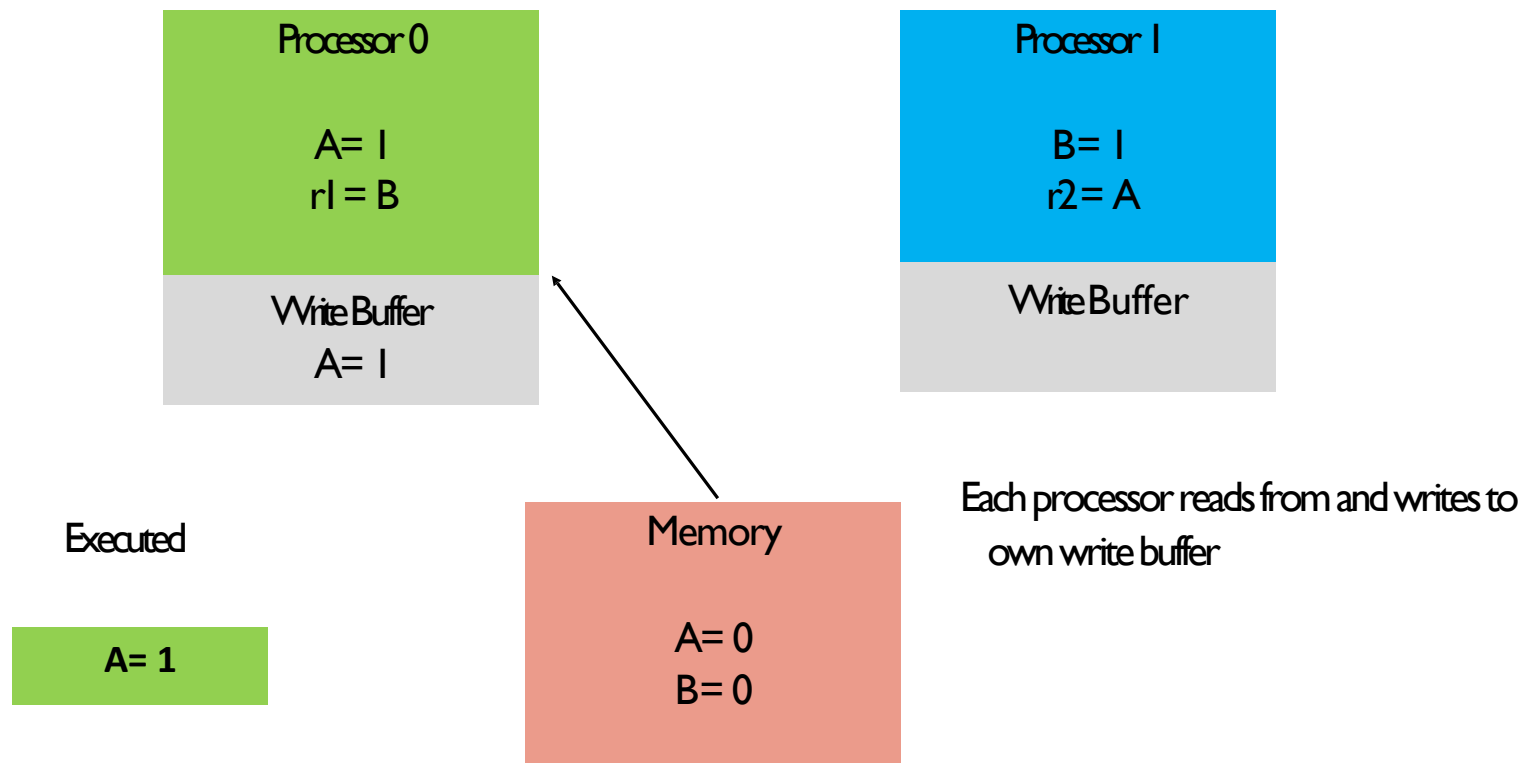 Processor 0
A= 1
r1 = B
Write Buffer
A= 1
Processor 1
B= 1
r2= A
Write Buffer
Executed
A= 1
Memory
A= 0
B= 0
Each processor reads from and writes to
own write buffer